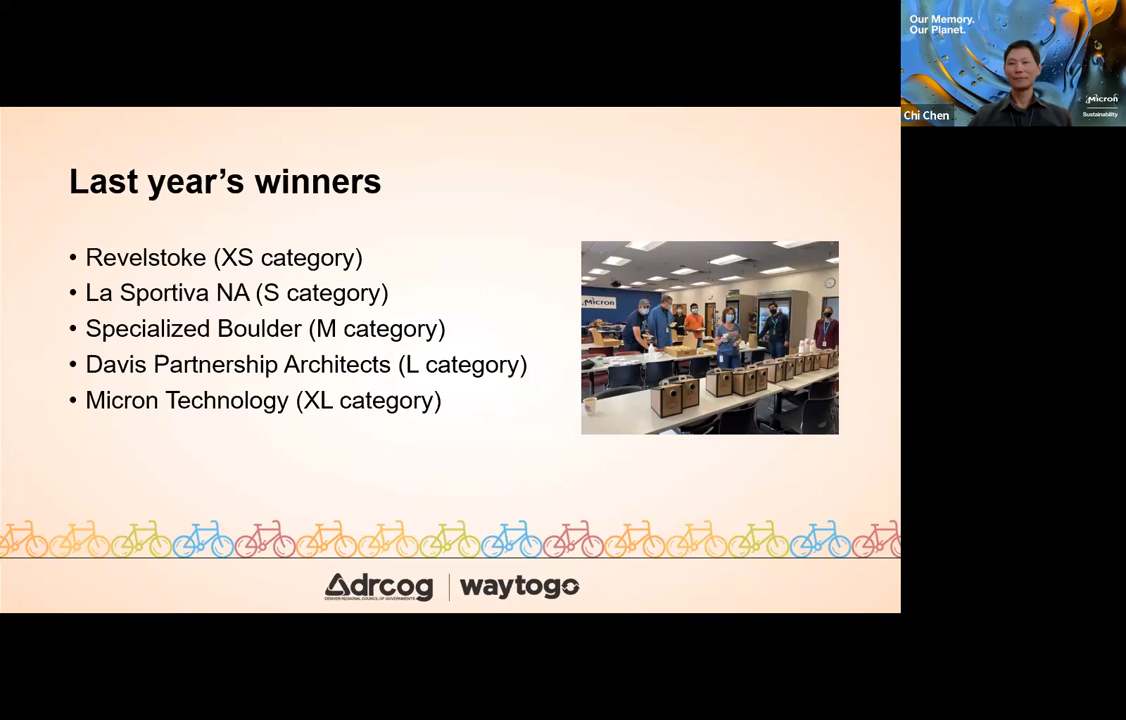 Our Memory.
Our Planet.
Micron
Sustainability
Chi Chen
Last year’s winners
• Revelstoke (XS category)
• La Sportiva NA (S category)
• Specialized Boulder (M category)
• Davis Partnership Architects (L category)
• Micron Technology (XL category)
Micron
drcog
DENVER REGIONAL COUNCIL OF GOVERNMENTS
waytogo